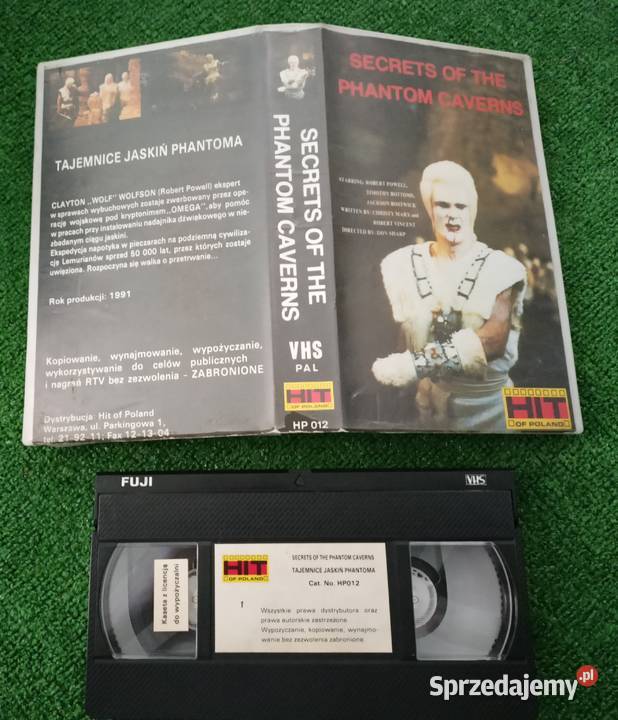 TAJEMNICE JASKIŃ PHANTOMA
CLAYTON „WOLF" WOLFSON (Robert Powell) ekspert
w sprawach wybuchowych zostaje zwerbowany przez ope-
rację wojskową pod kryptonimem „OMEGA", aby pomóc
w pracach przy instalowaniu nadajnika dźwiękowego w nie-
zbadanym ciągu jaskini.
Ekspedycja napotyka w pieczarach na podziemną cywiliza-
cję Lemurianów sprzed 50 000 lat, przez których zostaje
uwięziona. Rozpoczyna się walka o przetrwanie...
Rok produkcji: 1991
Kopiowanie, wynajmowanie, wypożyczanie,
wykorzystywanie do celów publicznych
i nagrań RTV bez zezwolenia - ZABRONIONE
Dystrybucja: Hit of Poland
Warszawa, ul. Parkingowa 1,
tel. 21-92-11; Fax 12-13-04
SECRETS OF THE
PHANTOM CAVERNS
VHS
PAL
HIT
OF POLAND
HP 012
SECRETS OF THE
PHANTOM CAVERNS
STARRING: ROBERT POWELL,
TIMOTHY BOTTOMS,
JACKSON BOSTWICK
WRITTEN BY: CHRISTY MARX AND
ROBERT VINCENT
DIRECTED BY: DON SHARP
HIT
OF POLAND
FUJI
VHS
Kaseta z licencją
do wypożyczalni
HIT
OF POLAND
SECRETS OF THE PHANTOM CAVERNS
TAJEMNICE JASKIŃ PHANTOMA
Cat. No. HP012
Wszystkie prawa dystrybutora oraz
prawa autorskie zastrzeżone.
Wypożyczanie, kopiowanie, wynajmo-
wanie bez zezwolenia zabronione.
Sprzedajemy.pl